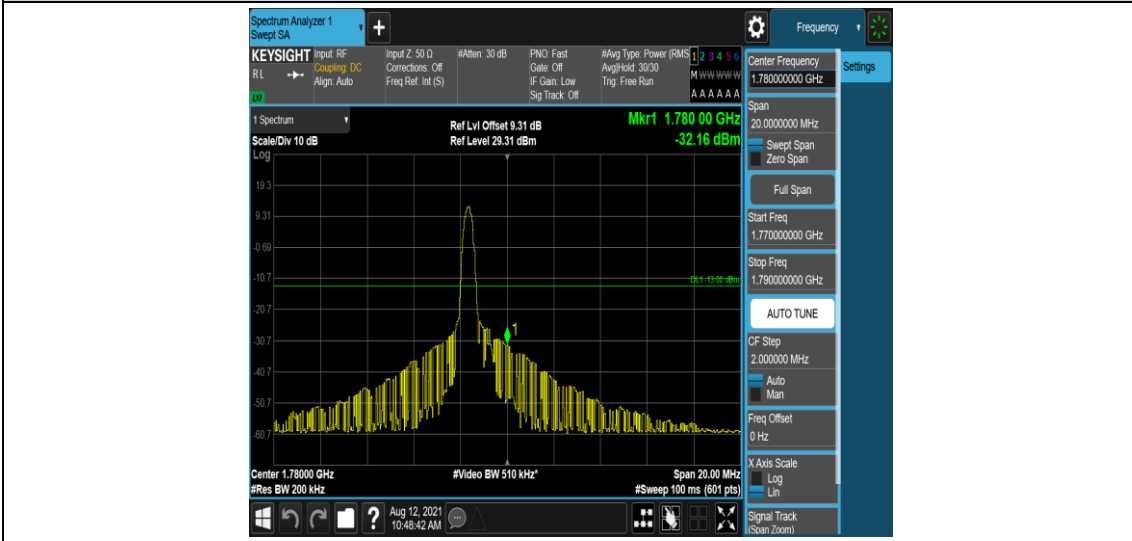 Spectrum Analyzer 1
Swept SA
+
Frequency
KEYSIGHT
RL
Input: RF
Coupling: DC
Align: Auto
Input Z: 50 Ω
Corrections: Off
Freq Ref: Int (S)
#Atten: 30 dB
PNO: Fast
Gate: Off
IF Gain: Low
Sig Track: Off
#Avg Type: Power (RMS
Avg|Hold: 30/30
Trig: Free Run
1 2 3 4 5 6
M W W W W W
A A A A A A
1 Spectrum
Scale/Div 10 dB
Log
Ref Lvl Offset 9.31 dB
Ref Level 29.31 dBm
Mkr1 1.780 00 GHz
-32.16 dBm
19.3
9.31
-0.69
-10.7
-20.7
-30.7
-40.7
-50.7
-60.7
DL1 -13.00 dBm
1
Center 1.78000 GHz
#Res BW 200 kHz
#Video BW 510 kHz*
Span 20.00 MHz
#Sweep 100 ms (601 pts)
?
Aug 12, 2021
10:48:42 AM
Center Frequency
1.780000000 GHz
Settings
Span
20.0000000 MHz
Swept Span
Zero Span
Full Span
Start Freq
1.770000000 GHz
Stop Freq
1.790000000 GHz
AUTO TUNE
CF Step
2.000000 MHz
Auto
Man
Freq Offset
0 Hz
X Axis Scale
Log
Lin
Signal Track
(Span Zoom)